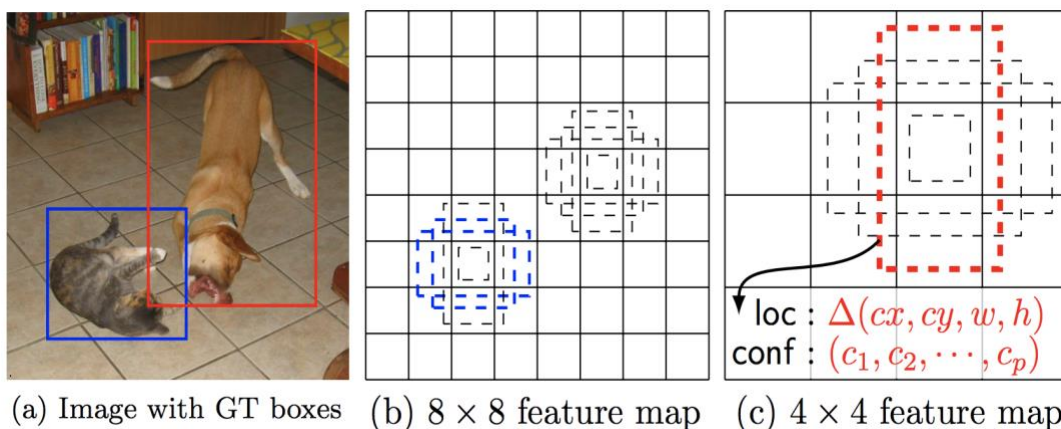 loc : Δ(cx, cy, w, h)
conf : (c₁, c₂, ⋯, cₚ)
(a) Image with GT boxes
(b) 8 × 8 feature map
(c) 4 × 4 feature map